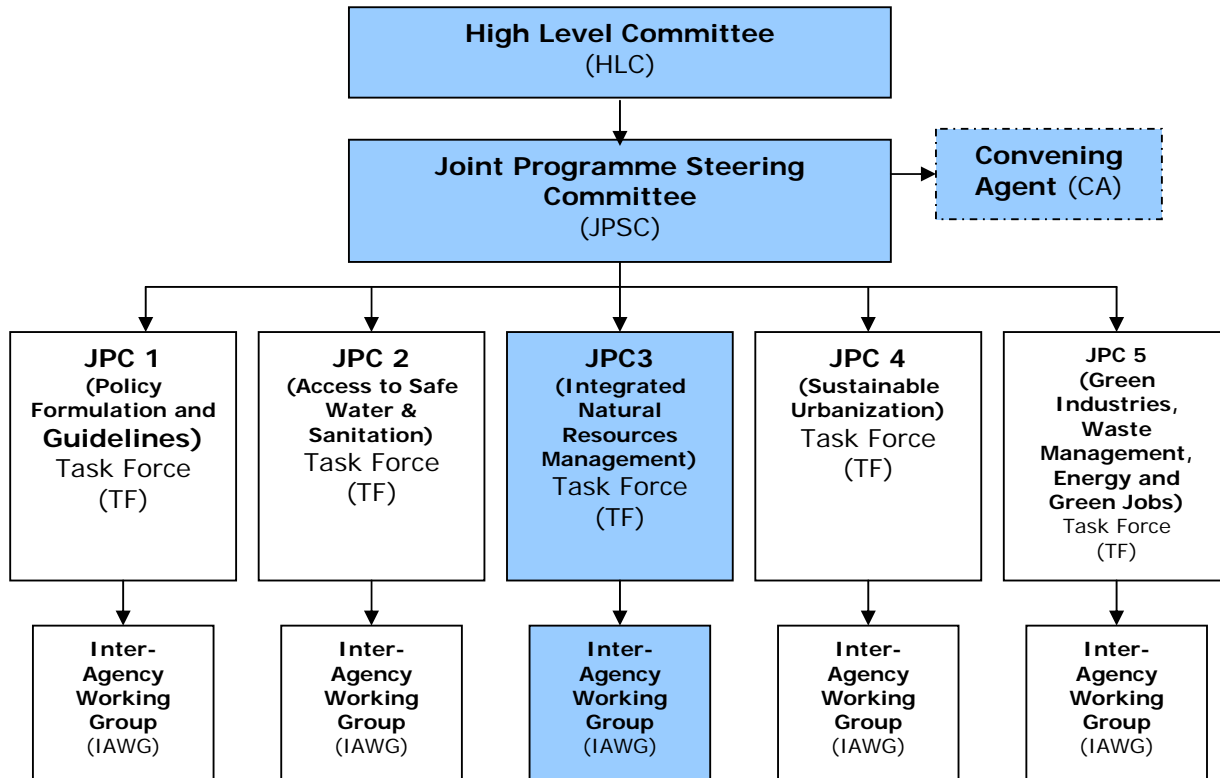 High Level Committee
(HLC)
Joint Programme Steering
Committee
(JPSC)
Convening
Agent (CA)
JPC 1
(Policy
Formulation and
Guidelines)
Task Force
(TF)
JPC 2
(Access to Safe
Water &
Sanitation)
Task Force
(TF)
JPC3
(Integrated
Natural
Resources
Management)
Task Force
(TF)
JPC 4
(Sustainable
Urbanization)
Task Force
(TF)
JPC 5
(Green
Industries,
Waste
Management,
Energy and
Green Jobs)
Task Force
(TF)
Inter-
Agency
Working
Group
(IAWG)
Inter-
Agency
Working
Group
(IAWG)
Inter-
Agency
Working
Group
(IAWG)
Inter-
Agency
Working
Group
(IAWG)
Inter-
Agency
Working
Group
(IAWG)